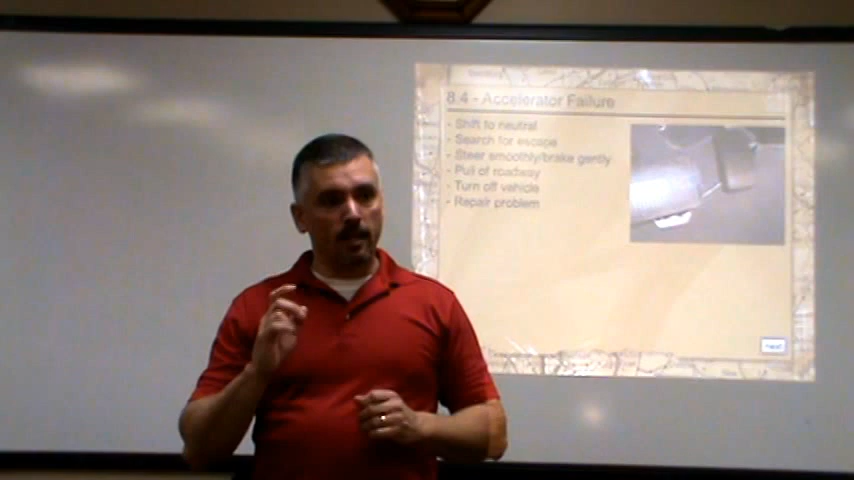 8.4 - Accelerator Failure
- Shift to neutral
- Search for escape
- Steer smoothly/brake gently
- Pull of roadway
- Turn off vehicle
- Repair problem
next